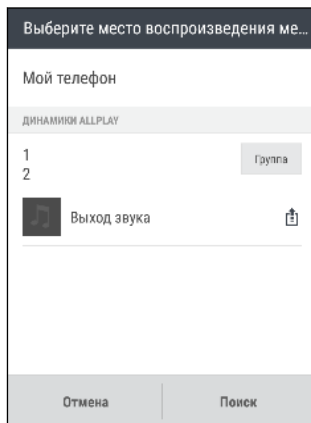 Выберите место воспроизведения ме...
Мой телефон
ДИНАМИКИ ALLPLAY
1
Группа
2
Выход звука
Отмена
Поиск